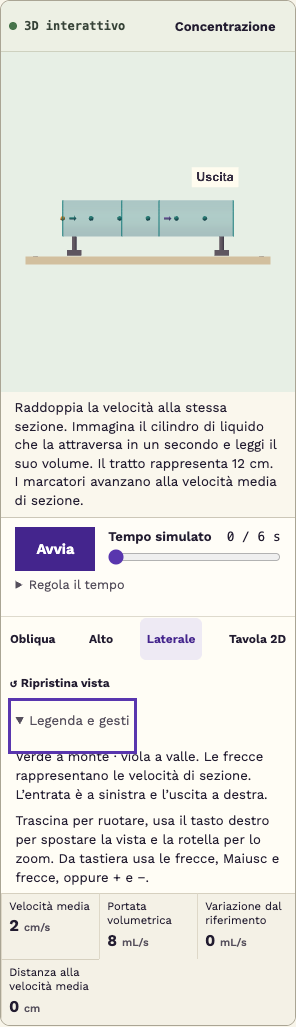 3D interattivo
Concentrazione
Uscita
Raddoppia la velocità alla stessa
sezione. Immagina il cilindro di liquido
che la attraversa in un secondo e leggi il
suo volume. Il tratto rappresenta 12 cm.
I marcatori avanzano alla velocità media
di sezione.
Avvia
Tempo simulato 0 / 6 s
▶ Regola il tempo
Obliqua Alto Laterale Tavola 2D
↺ Ripristina vista
▼ Legenda e gesti
Verde a monte · viola a valle. Le frecce
rappresentano le velocità di sezione.
L’entrata è a sinistra e l’uscita a destra.
Trascina per ruotare, usa il tasto destro
per spostare la vista e la rotella per lo
zoom. Da tastiera usa le frecce, Maiusc e
frecce, oppure + e −.
Velocità media
2 cm/s
Portata
volumetrica
8 mL/s
Variazione dal
riferimento
0 mL/s
Distanza alla
velocità media
0 cm